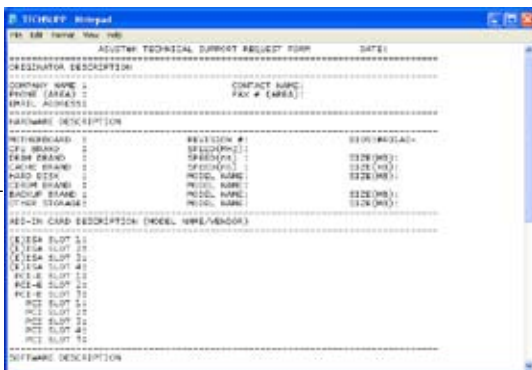 TECHSUPP - Notepad
File Edit Format View Help
ASUSTeK TECHNICAL SUPPORT REQUEST FORM DATE:
ORIGINATOR DESCRIPTION
COMPANY NAME : CONTACT NAME:
PHONE (AREA) : FAX # (AREA):
EMAIL ADDRESS:
HARDWARE DESCRIPTION
MOTHERBOARD : REVISION #:
CPU BRAND : SPEED(MHz):
DRAM BRAND : SPEED(ns) : SIZE(MB):
CACHE BRAND : SPEED(ns) : SIZE(KB):
HARD DISK : MODEL NAME: SIZE(MB):
CDROM BRAND : MODEL NAME:
BACKUP BRAND : MODEL NAME: SIZE(MB):
OTHER STORAGE: MODEL NAME: SIZE(MB):
ADD-IN CARD DESCRIPTION (MODEL NAME/VENDOR)
(E)ISA SLOT 1:
(E)ISA SLOT 2:
(E)ISA SLOT 3:
(E)ISA SLOT 4:
PCI-E SLOT 1:
PCI-E SLOT 2:
PCI-E SLOT 3:
PCI SLOT 1:
PCI SLOT 2:
PCI SLOT 3:
PCI SLOT 4:
PCI SLOT 5:
SOFTWARE DESCRIPTION